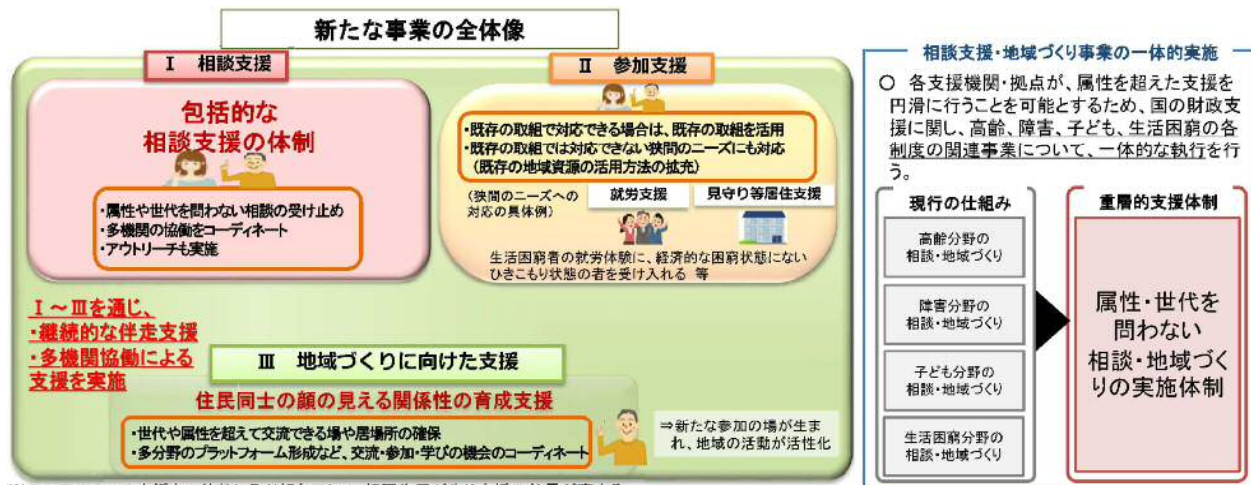 新たな事業の全体像
Ⅰ 相談支援
包括的な
相談支援の体制
・属性や世代を問わない相談の受け止め
・多機関の協働をコーディネート
・アウトリーチも実施
Ⅱ 参加支援
・既存の取組で対応できる場合は、既存の取組を活用
・既存の取組では対応できない狭間のニーズにも対応
(既存の地域資源の活用方法の拡充)
(狭間のニーズへの
対応の具体例)
就労支援
見守り等居住支援
生活困窮者の就労体験に、経済的な困窮状態にない
ひきこもり状態の者を受け入れる 等
Ⅰ~Ⅲを通じ、
・継続的な伴走支援
・多機関協働による
支援を実施
Ⅲ 地域づくりに向けた支援
住民同士の顔の見える関係性の育成支援
・世代や属性を超えて交流できる場や居場所の確保
・多分野のプラットフォーム形成など、交流・参加・学びの機会のコーディネート
⇒新たな参加の場が生ま
れ、地域の活動が活性化
相談支援・地域づくり事業の一体的実施
○ 各支援機関・拠点が、属性を超えた支援を
円滑に行うことを可能とするため、国の財政支
援に関し、高齢、障害、子ども、生活困窮の各
制度の関連事業について、一体的な執行を行
う。
現行の仕組み
高齢分野の
相談・地域づくり
障害分野の
相談・地域づくり
子ども分野の
相談・地域づくり
生活困窮分野の
相談・地域づくり
重層的支援体制
属性・世代を
問わない
相談・地域づく
りの実施体制